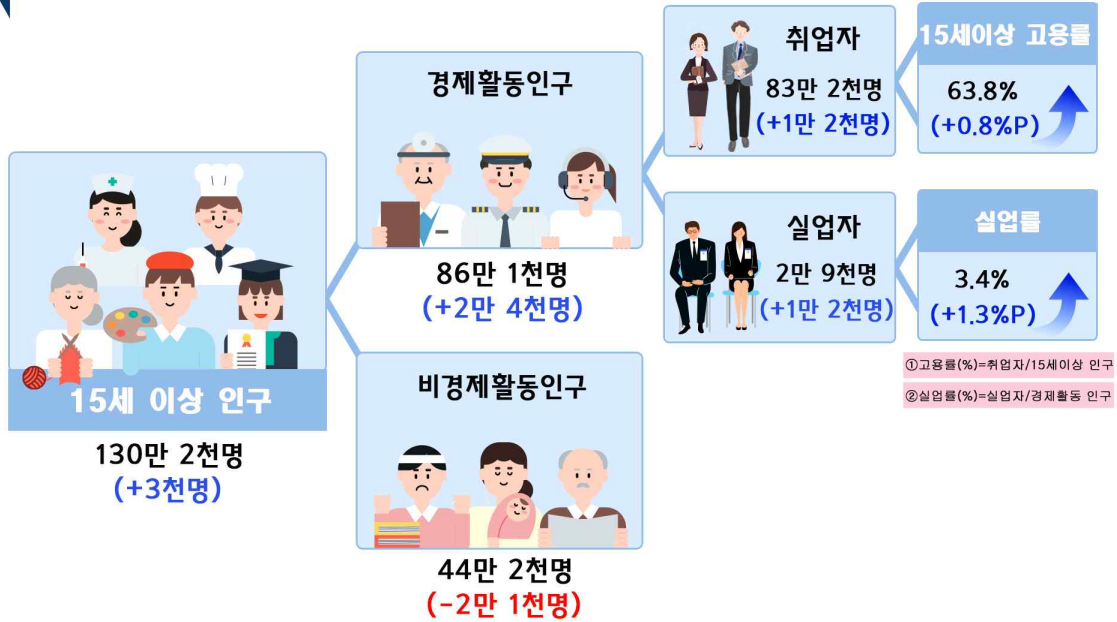 15세 이상 인구
130만 2천명
(+3천명)
경제활동인구
86만 1천명
(+2만 4천명)
비경제활동인구
44만 2천명
(-2만 1천명)
취업자
83만 2천명
(+1만 2천명)
15세이상 고용률
63.8%
(+0.8%P)
실업자
2만 9천명
(+1만 2천명)
실업률
3.4%
(+1.3%P)
①고용률(%)=취업자/15세이상 인구
②실업률(%)=실업자/경제활동 인구